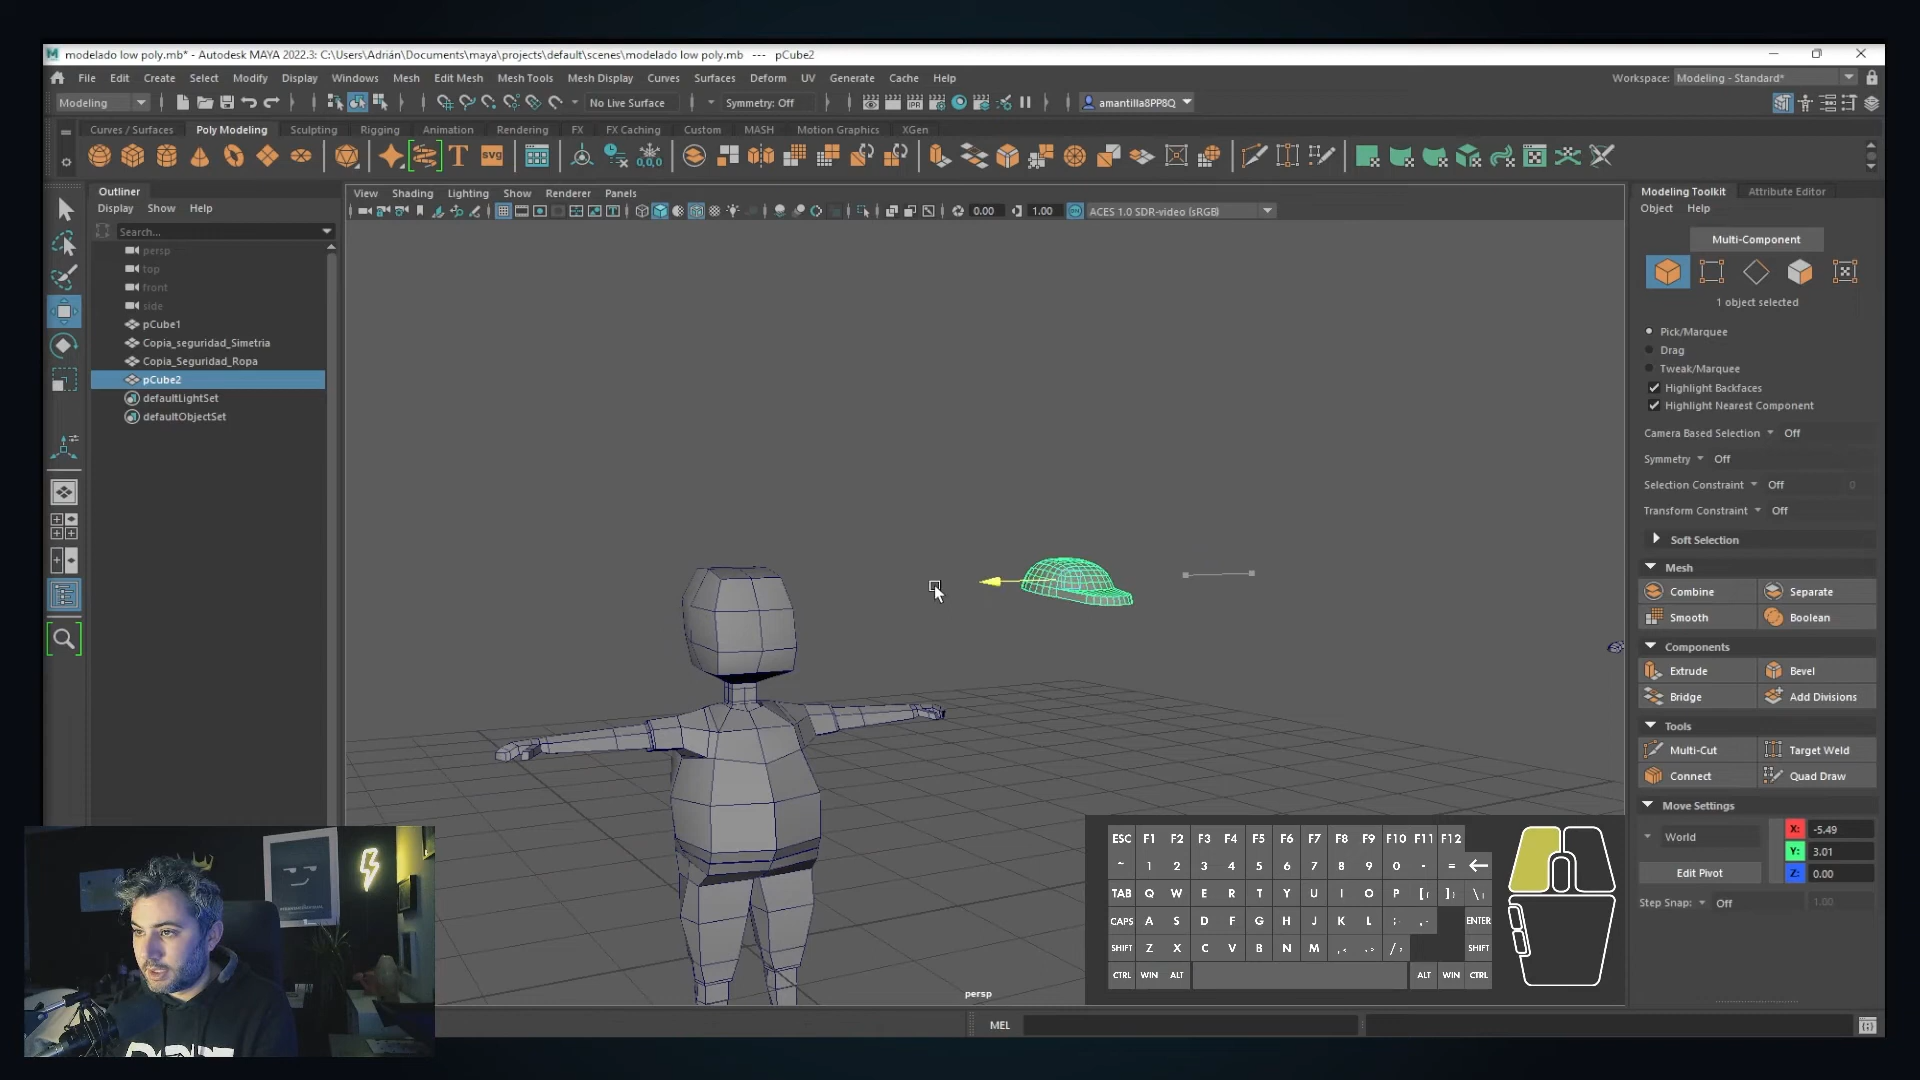 modelado low poly.mb* - Autodesk MAYA 2022.3: C:\Users\Adrián\Documents\maya\projects\default\scenes\modelado low poly.mb --- pCube2
File Edit Create Select Modify Display Windows Mesh Edit Mesh Mesh Tools Mesh Display Curves Surfaces Deform UV Generate Cache Help
Workspace: Modeling - Standard*
Modeling
No Live Surface
Symmetry: Off
amantilla8PP8Q
Curves / Surfaces Poly Modeling Sculpting Rigging Animation Rendering FX FX Caching Custom MASH Motion Graphics XGen
T
SVG
0,0,0
Outliner
Display Show Help
Search...
persp
top
front
side
pCube1
Copia_seguridad_Simetria
Copia_Seguridad_Ropa
pCube2
defaultLightSet
defaultObjectSet
View Shading Lighting Show Renderer Panels
0.00
1.00
ACES 1.0 SDR-video (sRGB)
persp
Modeling Toolkit Attribute Editor
Object Help
Multi-Component
1 object selected
Pick/Marquee
Drag
Tweak/Marquee
Highlight Backfaces
Highlight Nearest Component
Camera Based Selection Off
Symmetry Off
Selection Constraint Off 0
Transform Constraint Off
Soft Selection
Mesh
Combine Separate
Smooth Boolean
Components
Extrude Bevel
Bridge Add Divisions
Tools
Multi-Cut Target Weld
Connect Quad Draw
Move Settings
World
X: -5.49
Y: 3.01
Edit Pivot
Z: 0.00
Step Snap: Off 1.00
ESC F1 F2 F3 F4 F5 F6 F7 F8 F9 F10 F11 F12
~ 1 2 3 4 5 6 7 8 9 0 - = ←
TAB Q W E R T Y U I O P [{ ]} \|
CAPS A S D F G H J K L ; ENTER
SHIFT Z X C V B N M SHIFT
CTRL WIN ALT ALT WIN CTRL
MEL